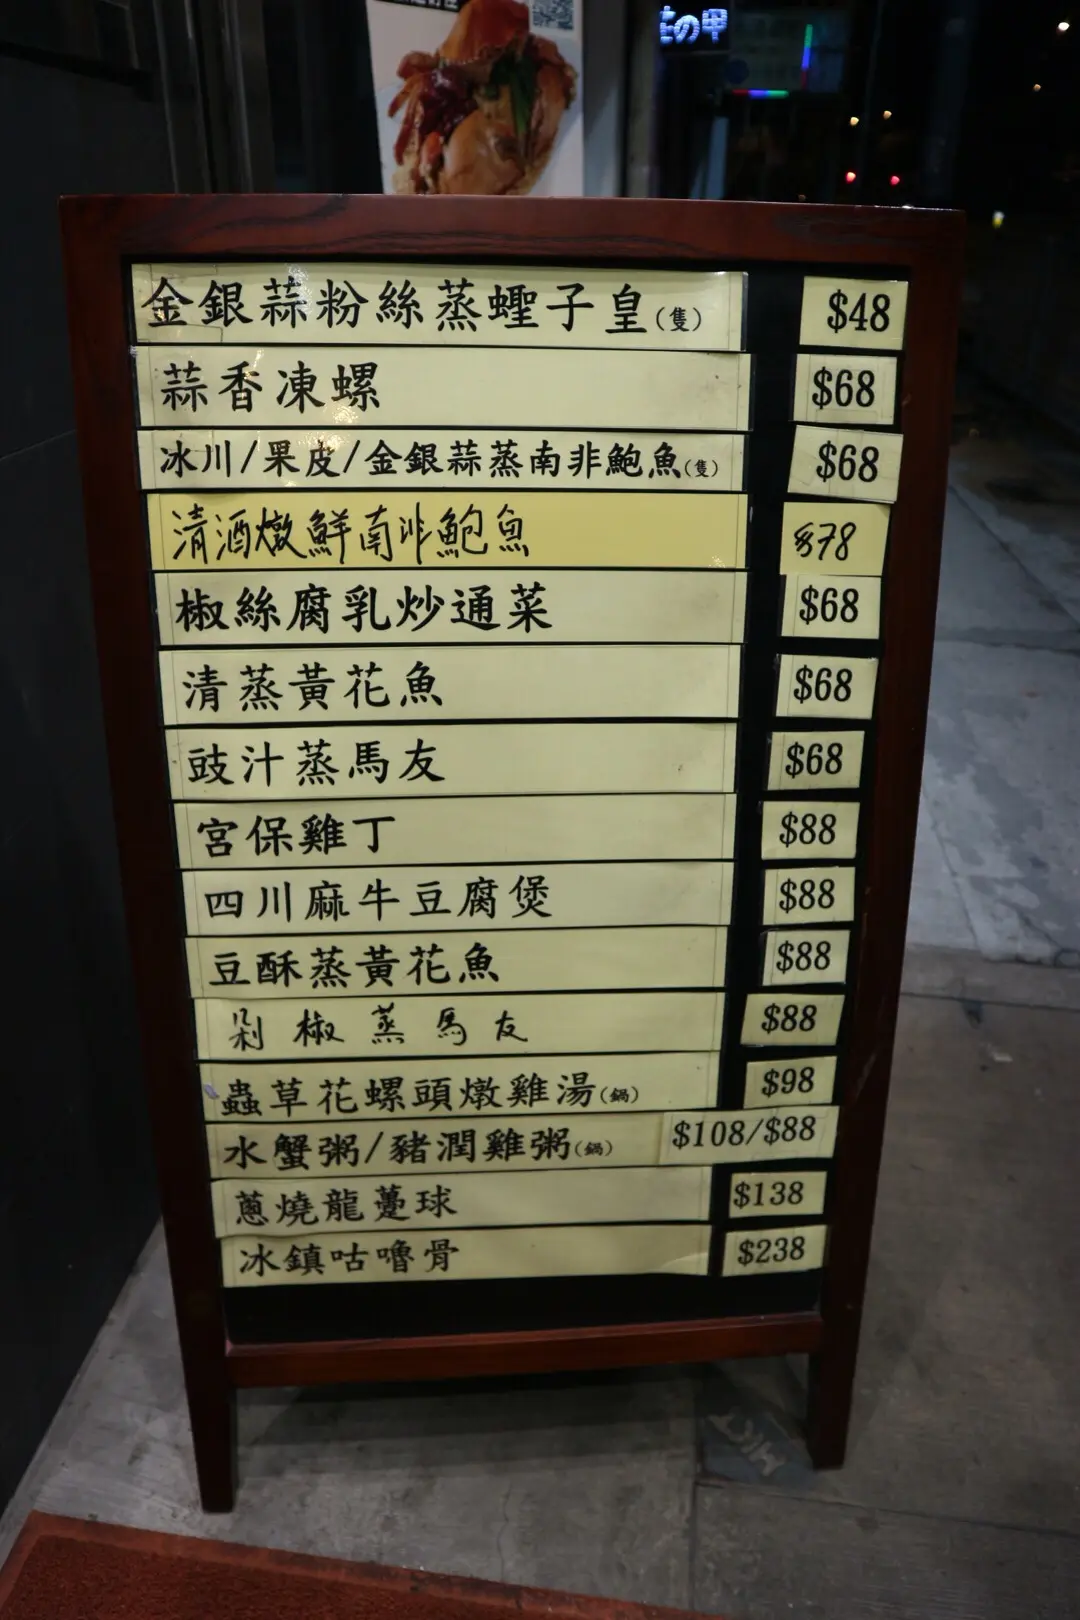 の甲
金銀蒜粉絲蒸蟶子皇(隻) $48
蒜香凍螺 $68
冰川/果皮/金銀蒜蒸南非鮑魚(隻) $68
清酒燉鮮南非鮑魚 $78
椒絲腐乳炒通菜 $68
清蒸黃花魚 $68
豉汁蒸馬友 $68
宮保雞丁 $88
四川麻牛豆腐煲 $88
豆酥蒸黃花魚 $88
剁椒蒸馬友 $88
蟲草花螺頭燉雞湯(鍋) $98
水蟹粥/豬潤雞粥(鍋) $108/$88
蔥燒龍躉球 $138
冰鎮咕嚕骨 $238